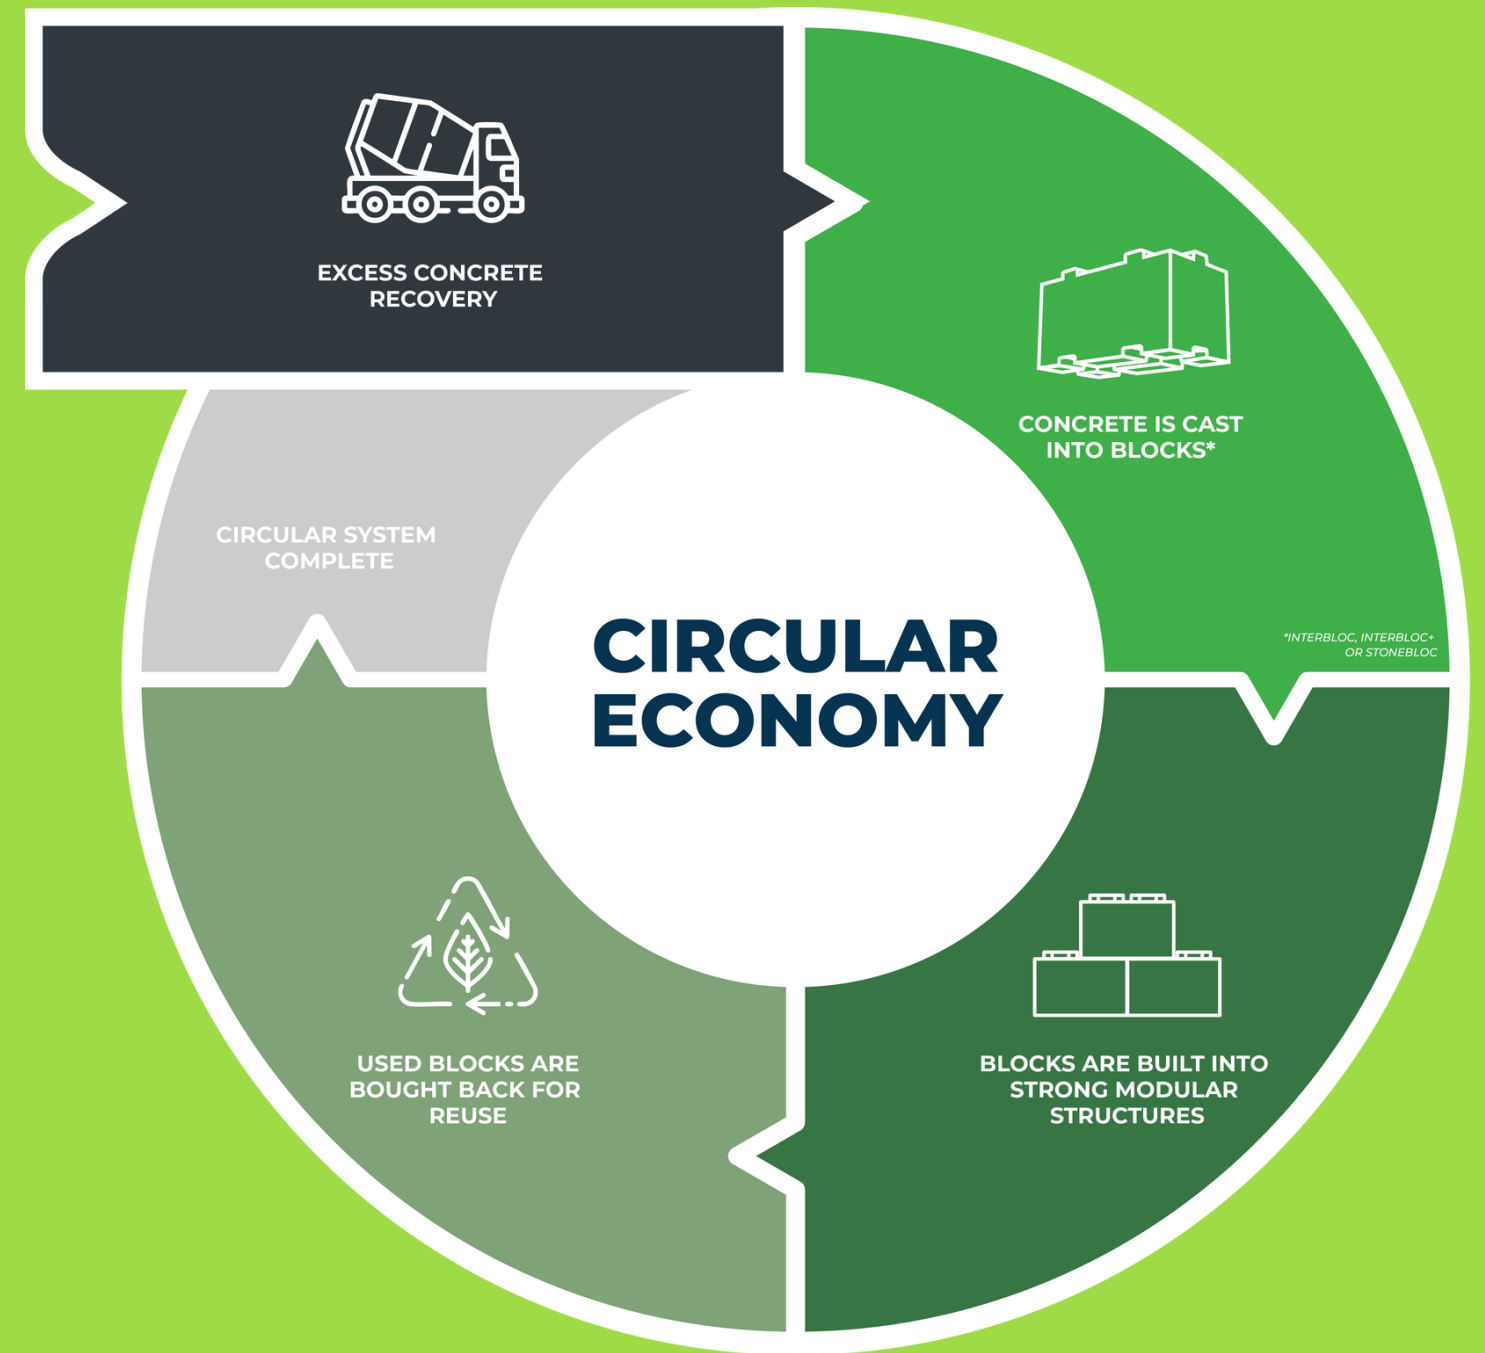 EXCESS CONCRETE
RECOVERY
CONCRETE IS CAST
INTO BLOCKS*
*INTERBLOC, INTERBLOC+
OR STONEBLOC
BLOCKS ARE BUILT INTO
STRONG MODULAR
STRUCTURES
USED BLOCKS ARE
BOUGHT BACK FOR
REUSE
CIRCULAR SYSTEM
COMPLETE
CIRCULAR
ECONOMY